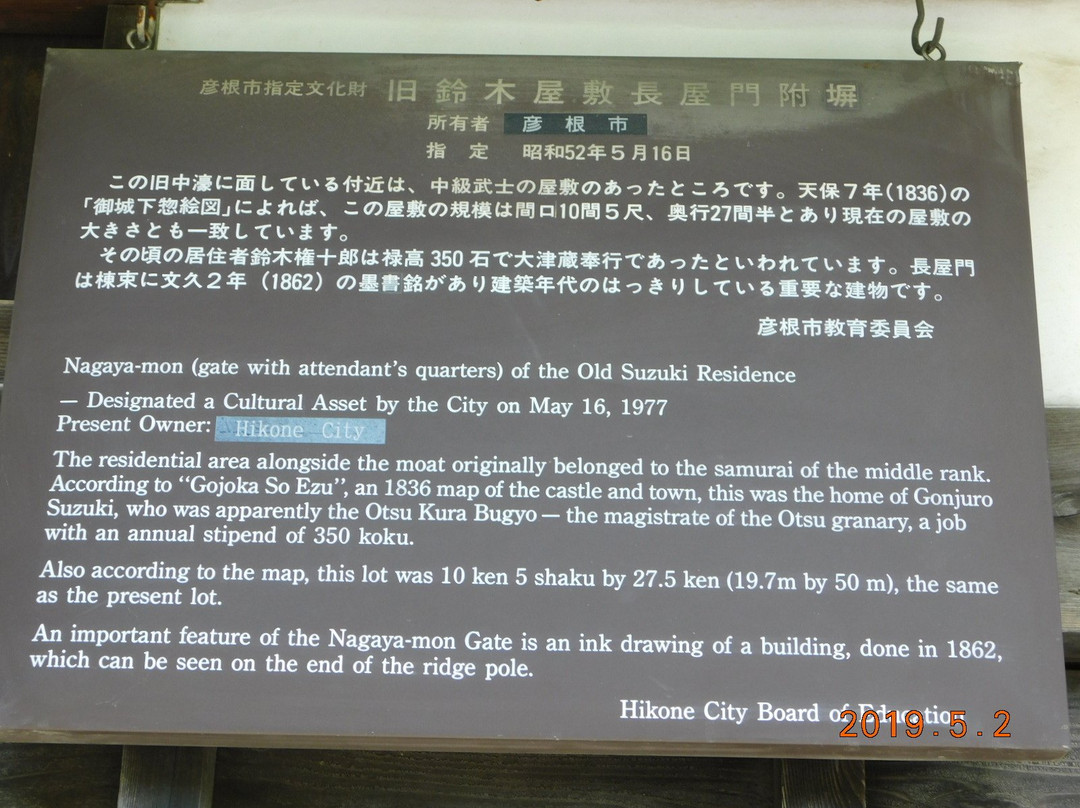 彦根市指定文化財 旧鈴木屋敷長屋門附塀
所有者 彦根市
指定 昭和52年5月16日
この旧中濠に面している付近は、中級武士の屋敷のあったところです。天保7年(1836)の
「御城下惣絵図」によれば、この屋敷の規模は間口10間5尺、奥行27間半とあり現在の屋敷の
大きさとも一致しています。
その頃の居住者鈴木権十郎は禄高350石で大津蔵奉行であったといわれています。長屋門
は棟束に文久2年(1862)の墨書銘があり建築年代のはっきりしている重要な建物です。
彦根市教育委員会
Nagaya-mon (gate with attendant's quarters) of the Old Suzuki Residence
— Designated a Cultural Asset by the City on May 16, 1977
Present Owner: Hikone City
The residential area alongside the moat originally belonged to the samurai of the middle rank.
According to "Gojoka So Ezu", an 1836 map of the castle and town, this was the home of Gonjuro
Suzuki, who was apparently the Otsu Kura Bugyo — the magistrate of the Otsu granary, a job
with an annual stipend of 350 koku.
Also according to the map, this lot was 10 ken 5 shaku by 27.5 ken (19.7m by 50 m), the same
as the present lot.
An important feature of the Nagaya-mon Gate is an ink drawing of a building, done in 1862,
which can be seen on the end of the ridge pole.
Hikone City Board of Education
2019.5.2